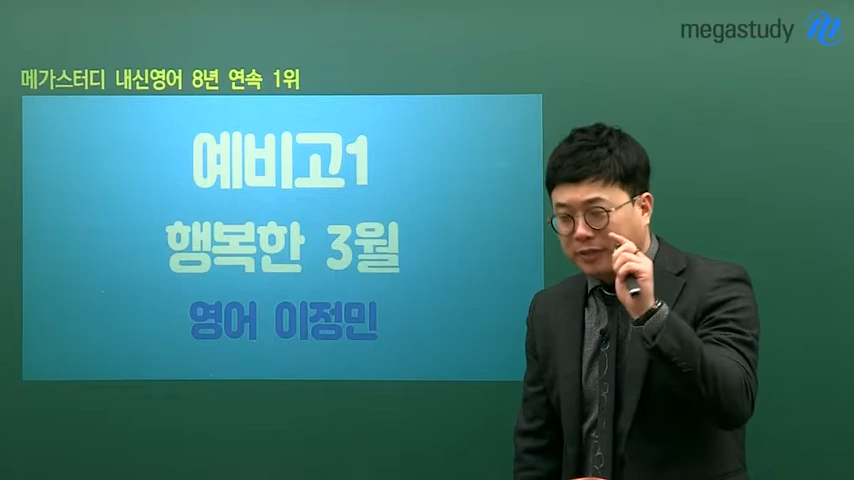 megastudy
메가스터디 내신영어 8년 연속 1위
예비고1
행복한 3월
영어 이정민